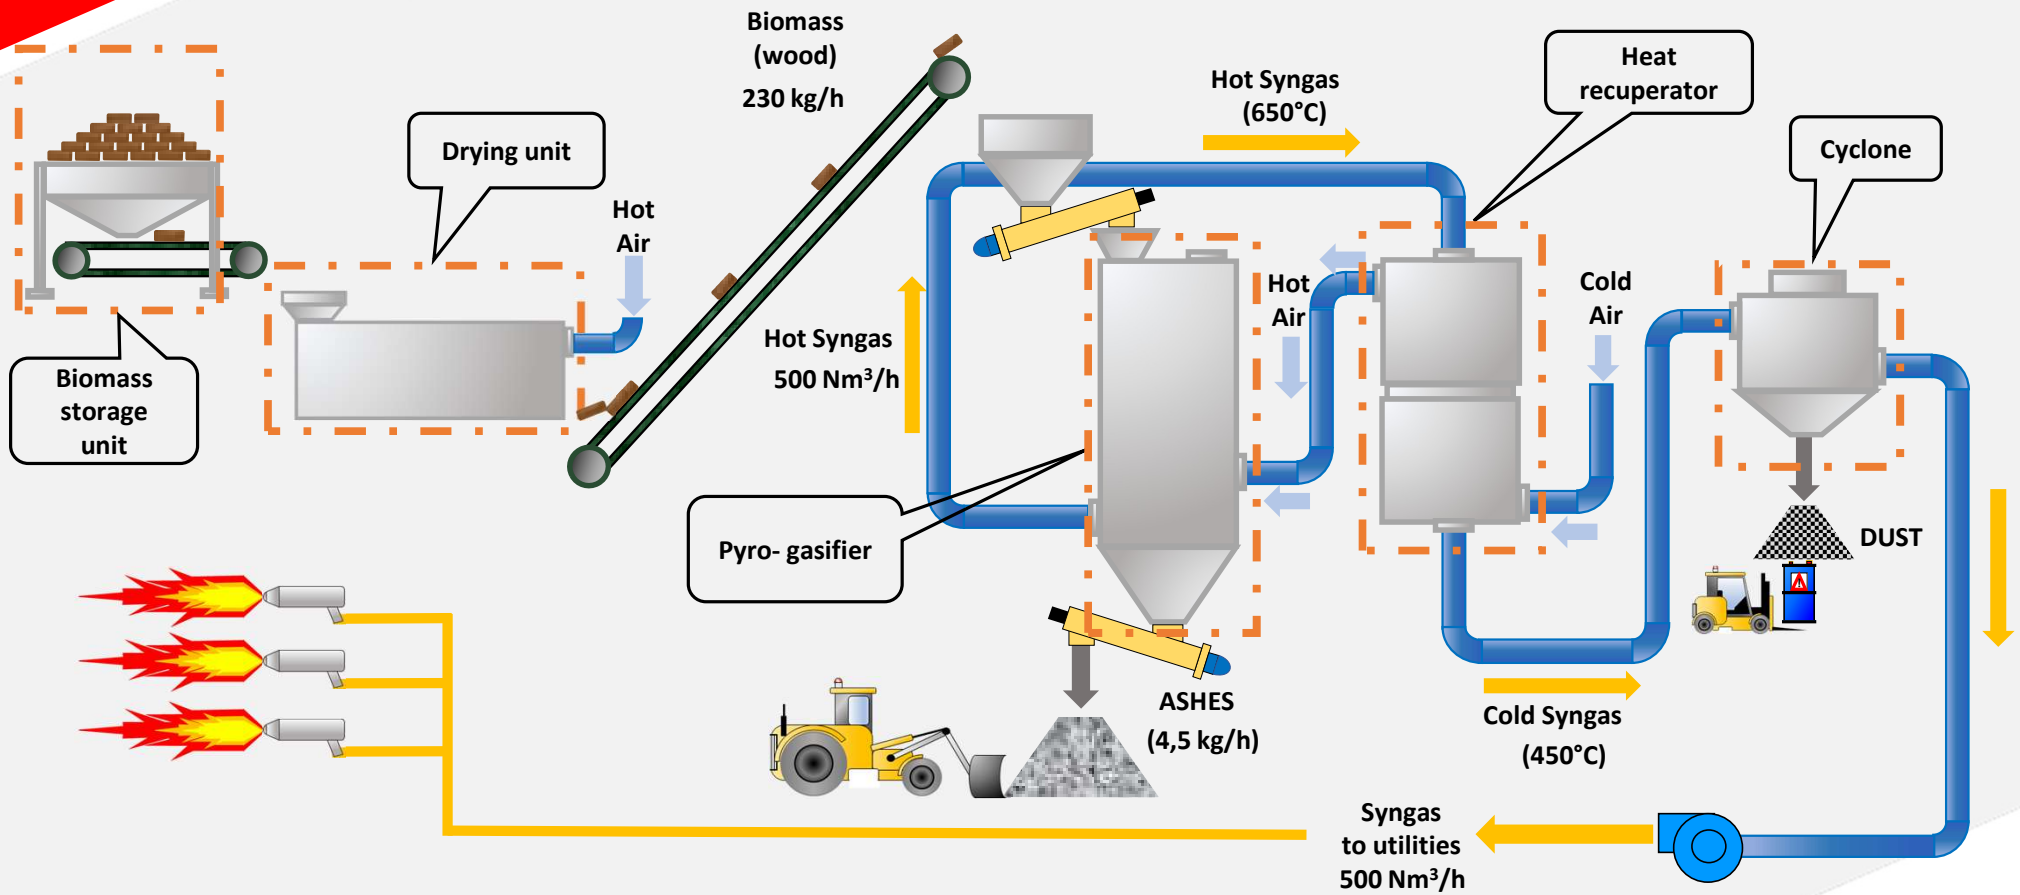 Biomass
(wood)
230 kg/h
Heat
recuperator
Hot Syngas
(650°C)
Cyclone
Drying unit
Hot
Air
Hot
Air
Cold
Air
Hot Syngas
500 Nm³/h
Biomass
storage
unit
Pyro- gasifier
DUST
ASHES
(4,5 kg/h)
Cold Syngas
(450°C)
Syngas
to utilities
500 Nm³/h